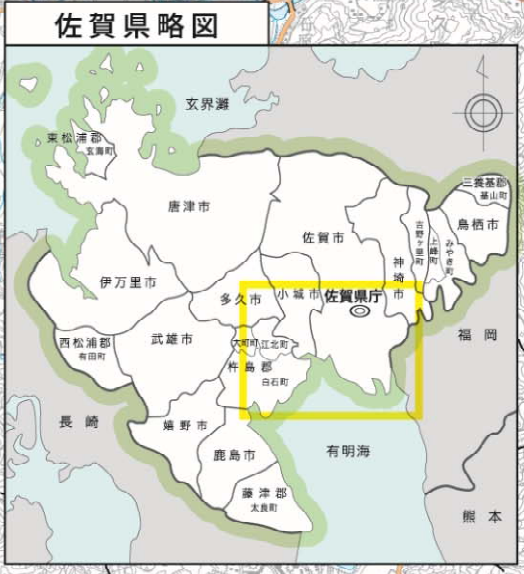 佐賀県略図
玄界灘
東松浦郡
玄海町
唐津市
三養基郡
基山町
鳥栖市
佐賀市
吉野ヶ里町
上峰町
みやき町
神埼市
伊万里市
多久市
小城市
佐賀県庁
西松浦郡
有田町
武雄市
大町町
江北町
杵島郡
白石町
福岡
長崎
嬉野市
鹿島市
有明海
藤津郡
太良町
熊本